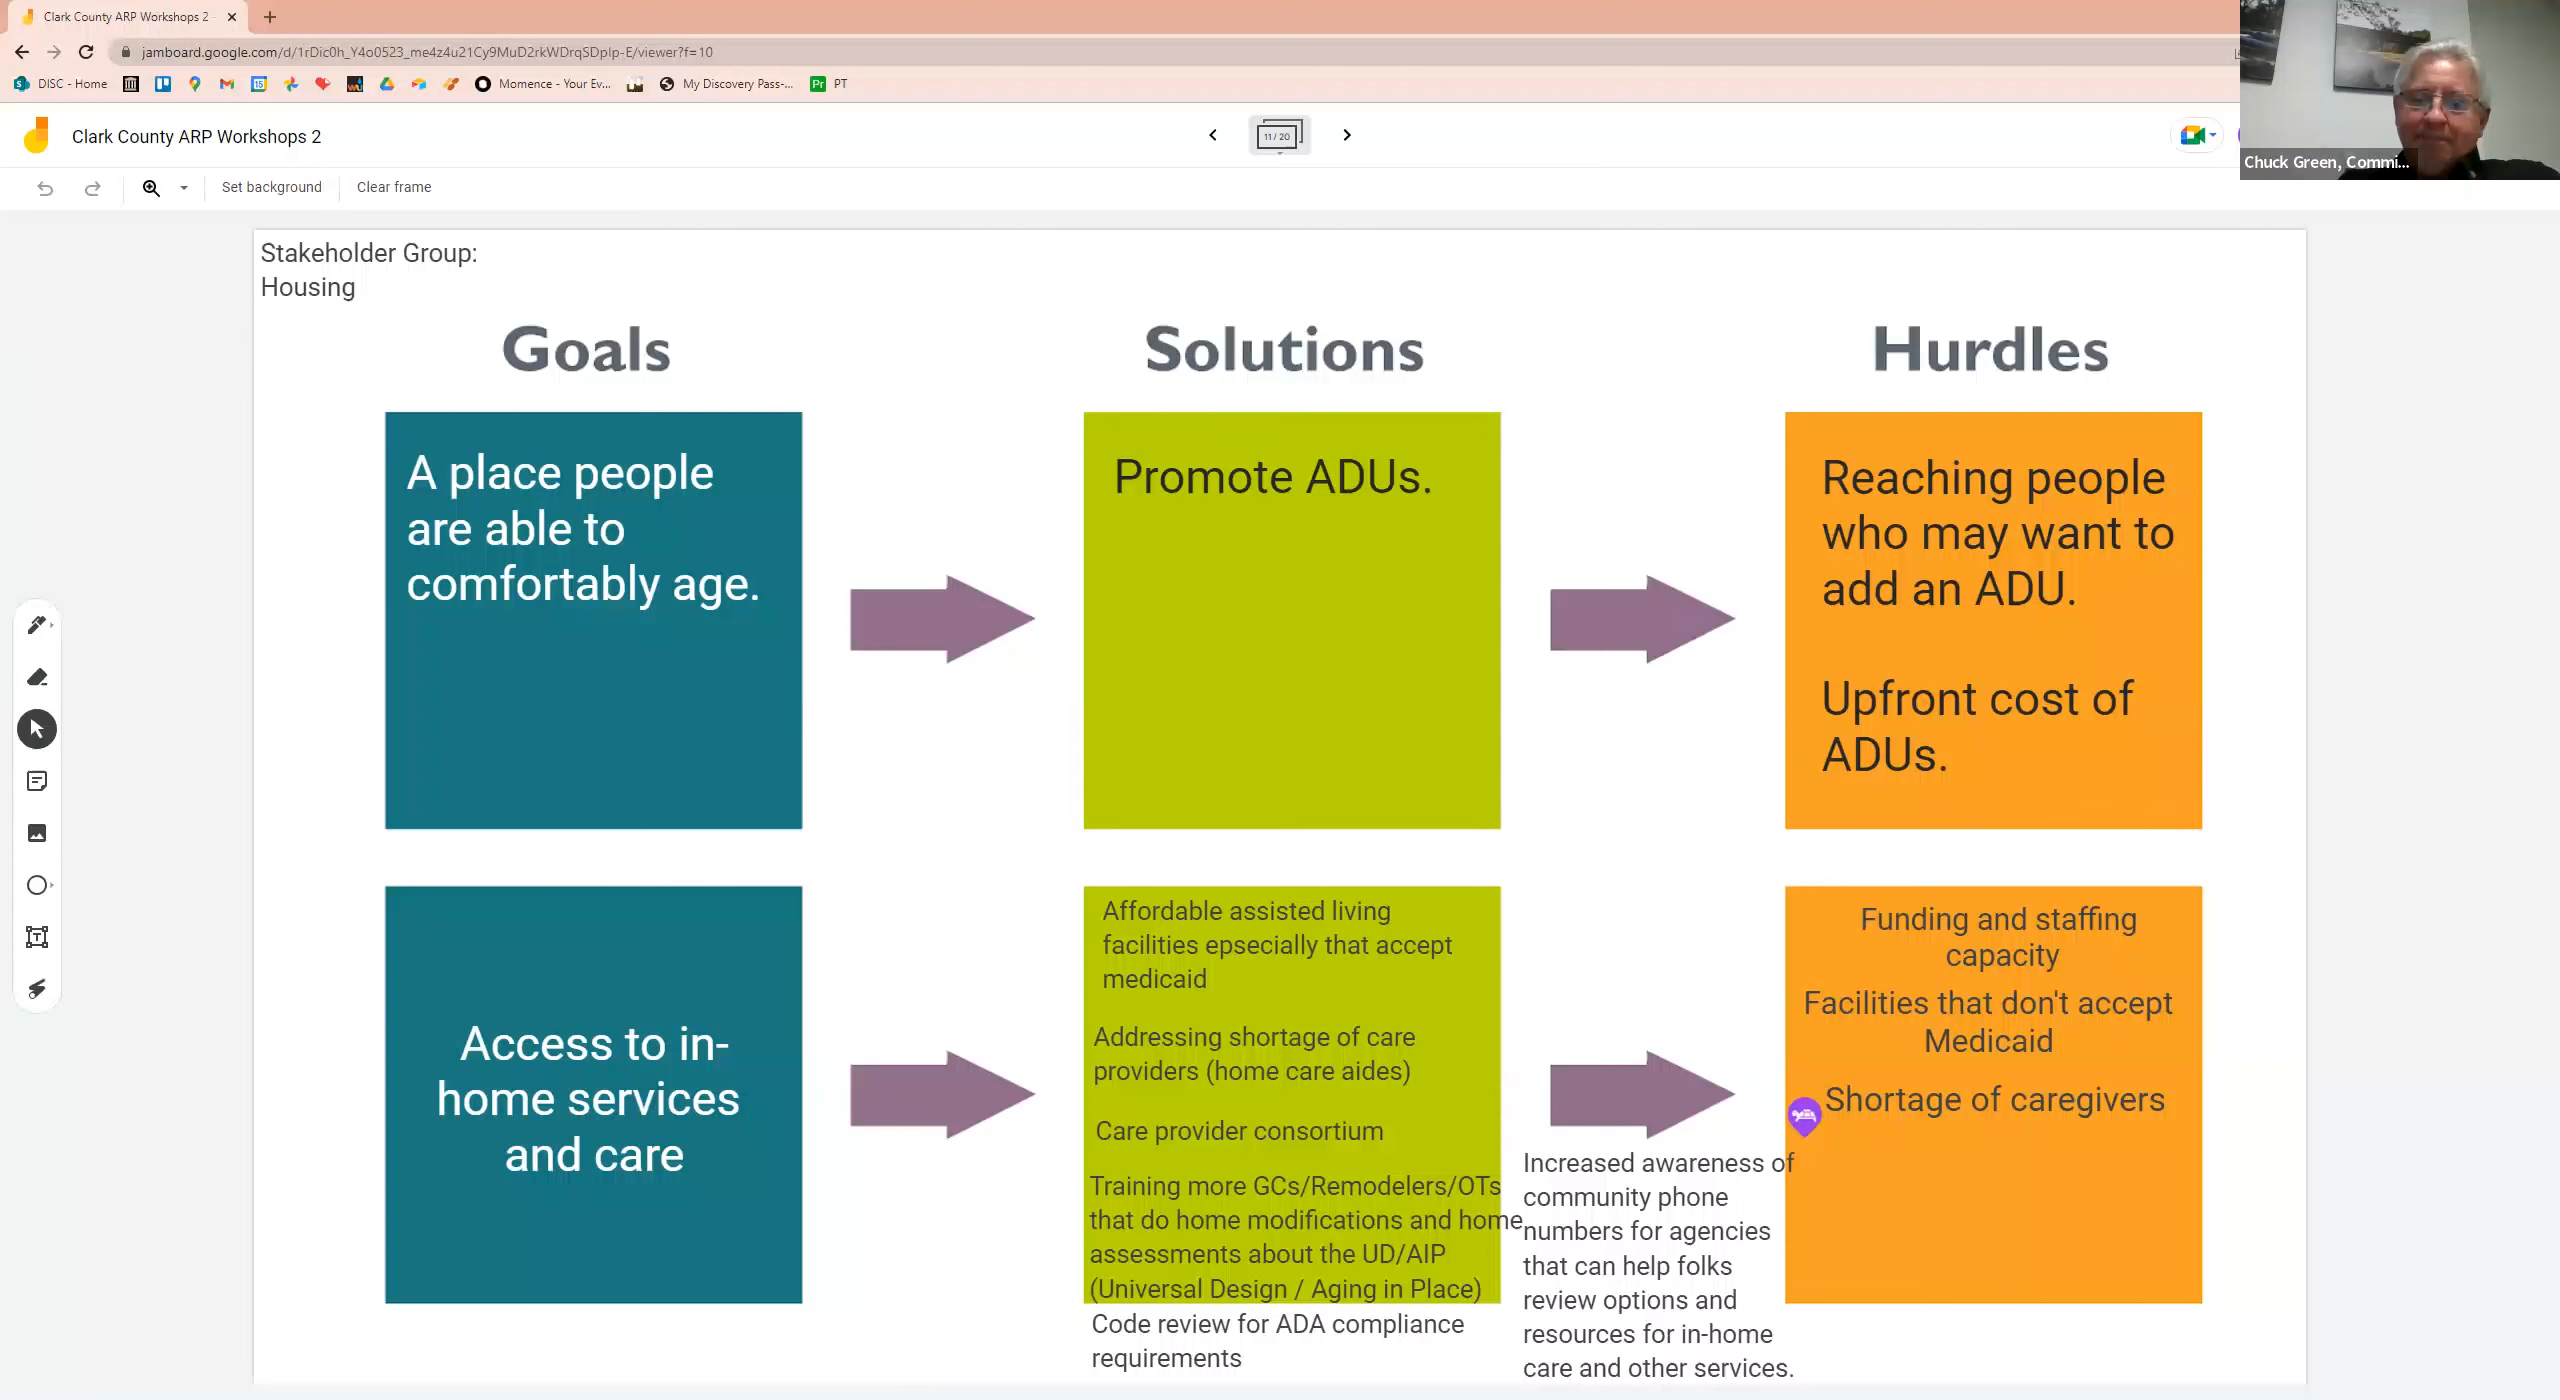 Clark County ARP Workshops 2
jamboard.google.com/d/1rDic0h_Y4o0523_me4z4u21Cy9MuD2rkWDrqSDpIp-E/viewer?f=10
DISC - Home
Momence - Your Ev...
My Discovery Pass-...
Pr PT
Clark County ARP Workshops 2
11 / 20
Chuck Green, Commi...
Set background
Clear frame
Stakeholder Group:
Housing
Goals
Solutions
Hurdles
A place people
are able to
comfortably age.
Promote ADUs.
Reaching people
who may want to
add an ADU.
Upfront cost of
ADUs.
Access to in-
home services
and care
Affordable assisted living
facilities epsecially that accept
medicaid
Addressing shortage of care
providers (home care aides)
Care provider consortium
Training more GCs/Remodelers/OTs
that do home modifications and home
assessments about the UD/AIP
(Universal Design / Aging in Place)
Code review for ADA compliance
requirements
Increased awareness of
community phone
numbers for agencies
that can help folks
review options and
resources for in-home
care and other services.
Funding and staffing
capacity
Facilities that don't accept
Medicaid
Shortage of caregivers